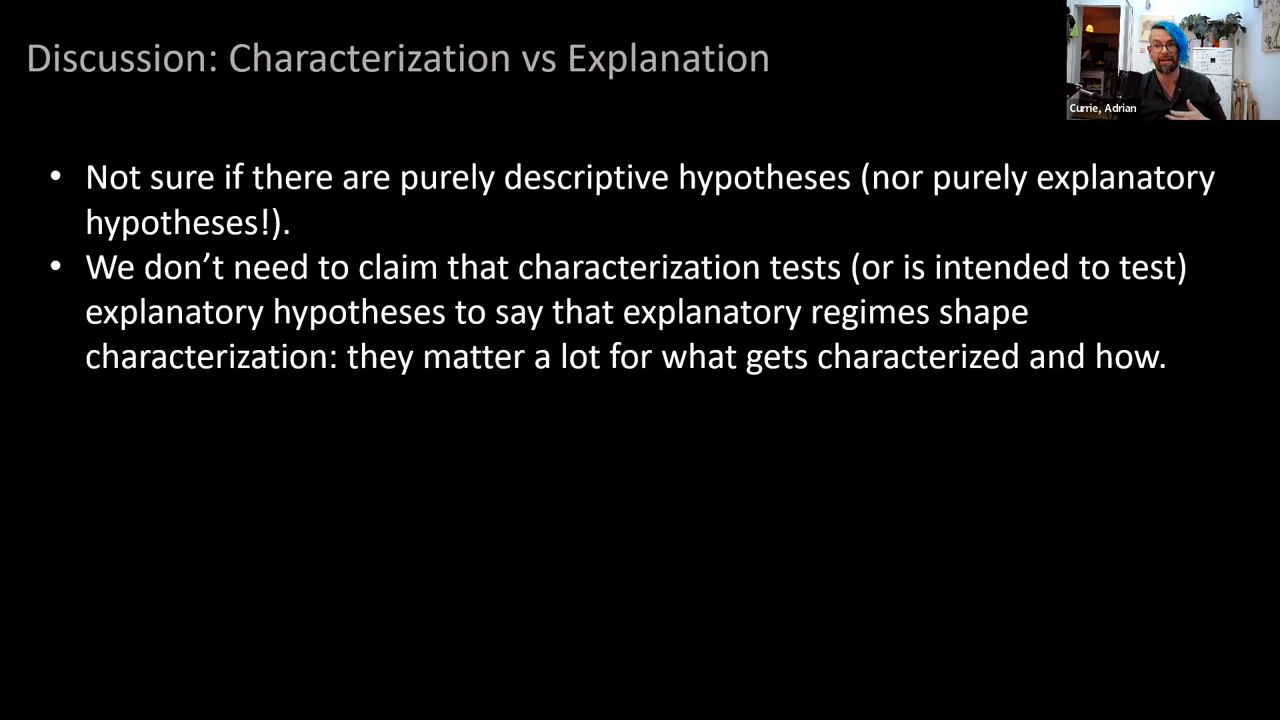 Discussion: Characterization vs Explanation
Currie, Adrian
• Not sure if there are purely descriptive hypotheses (nor purely explanatory
hypotheses!).
• We don’t need to claim that characterization tests (or is intended to test)
explanatory hypotheses to say that explanatory regimes shape
characterization: they matter a lot for what gets characterized and how.